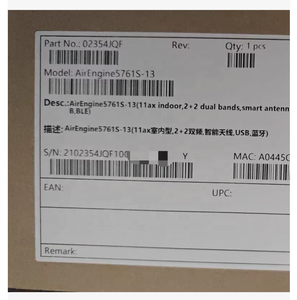 Part No.: 02354JQF Rev: Qty: 1 pcs
Model: AirEngine5761S-13
Desc.:AirEngine5761S-13(11ax indoor,2+2 dual bands,smart antenn
B,BLE)
描述: AirEngine5761S-13(11ax室内型,2+2双频,智能天线,USB,蓝牙)
S/N: 2102354JQF100 Y MAC: A0445C
EAN: UPC:
Remark: